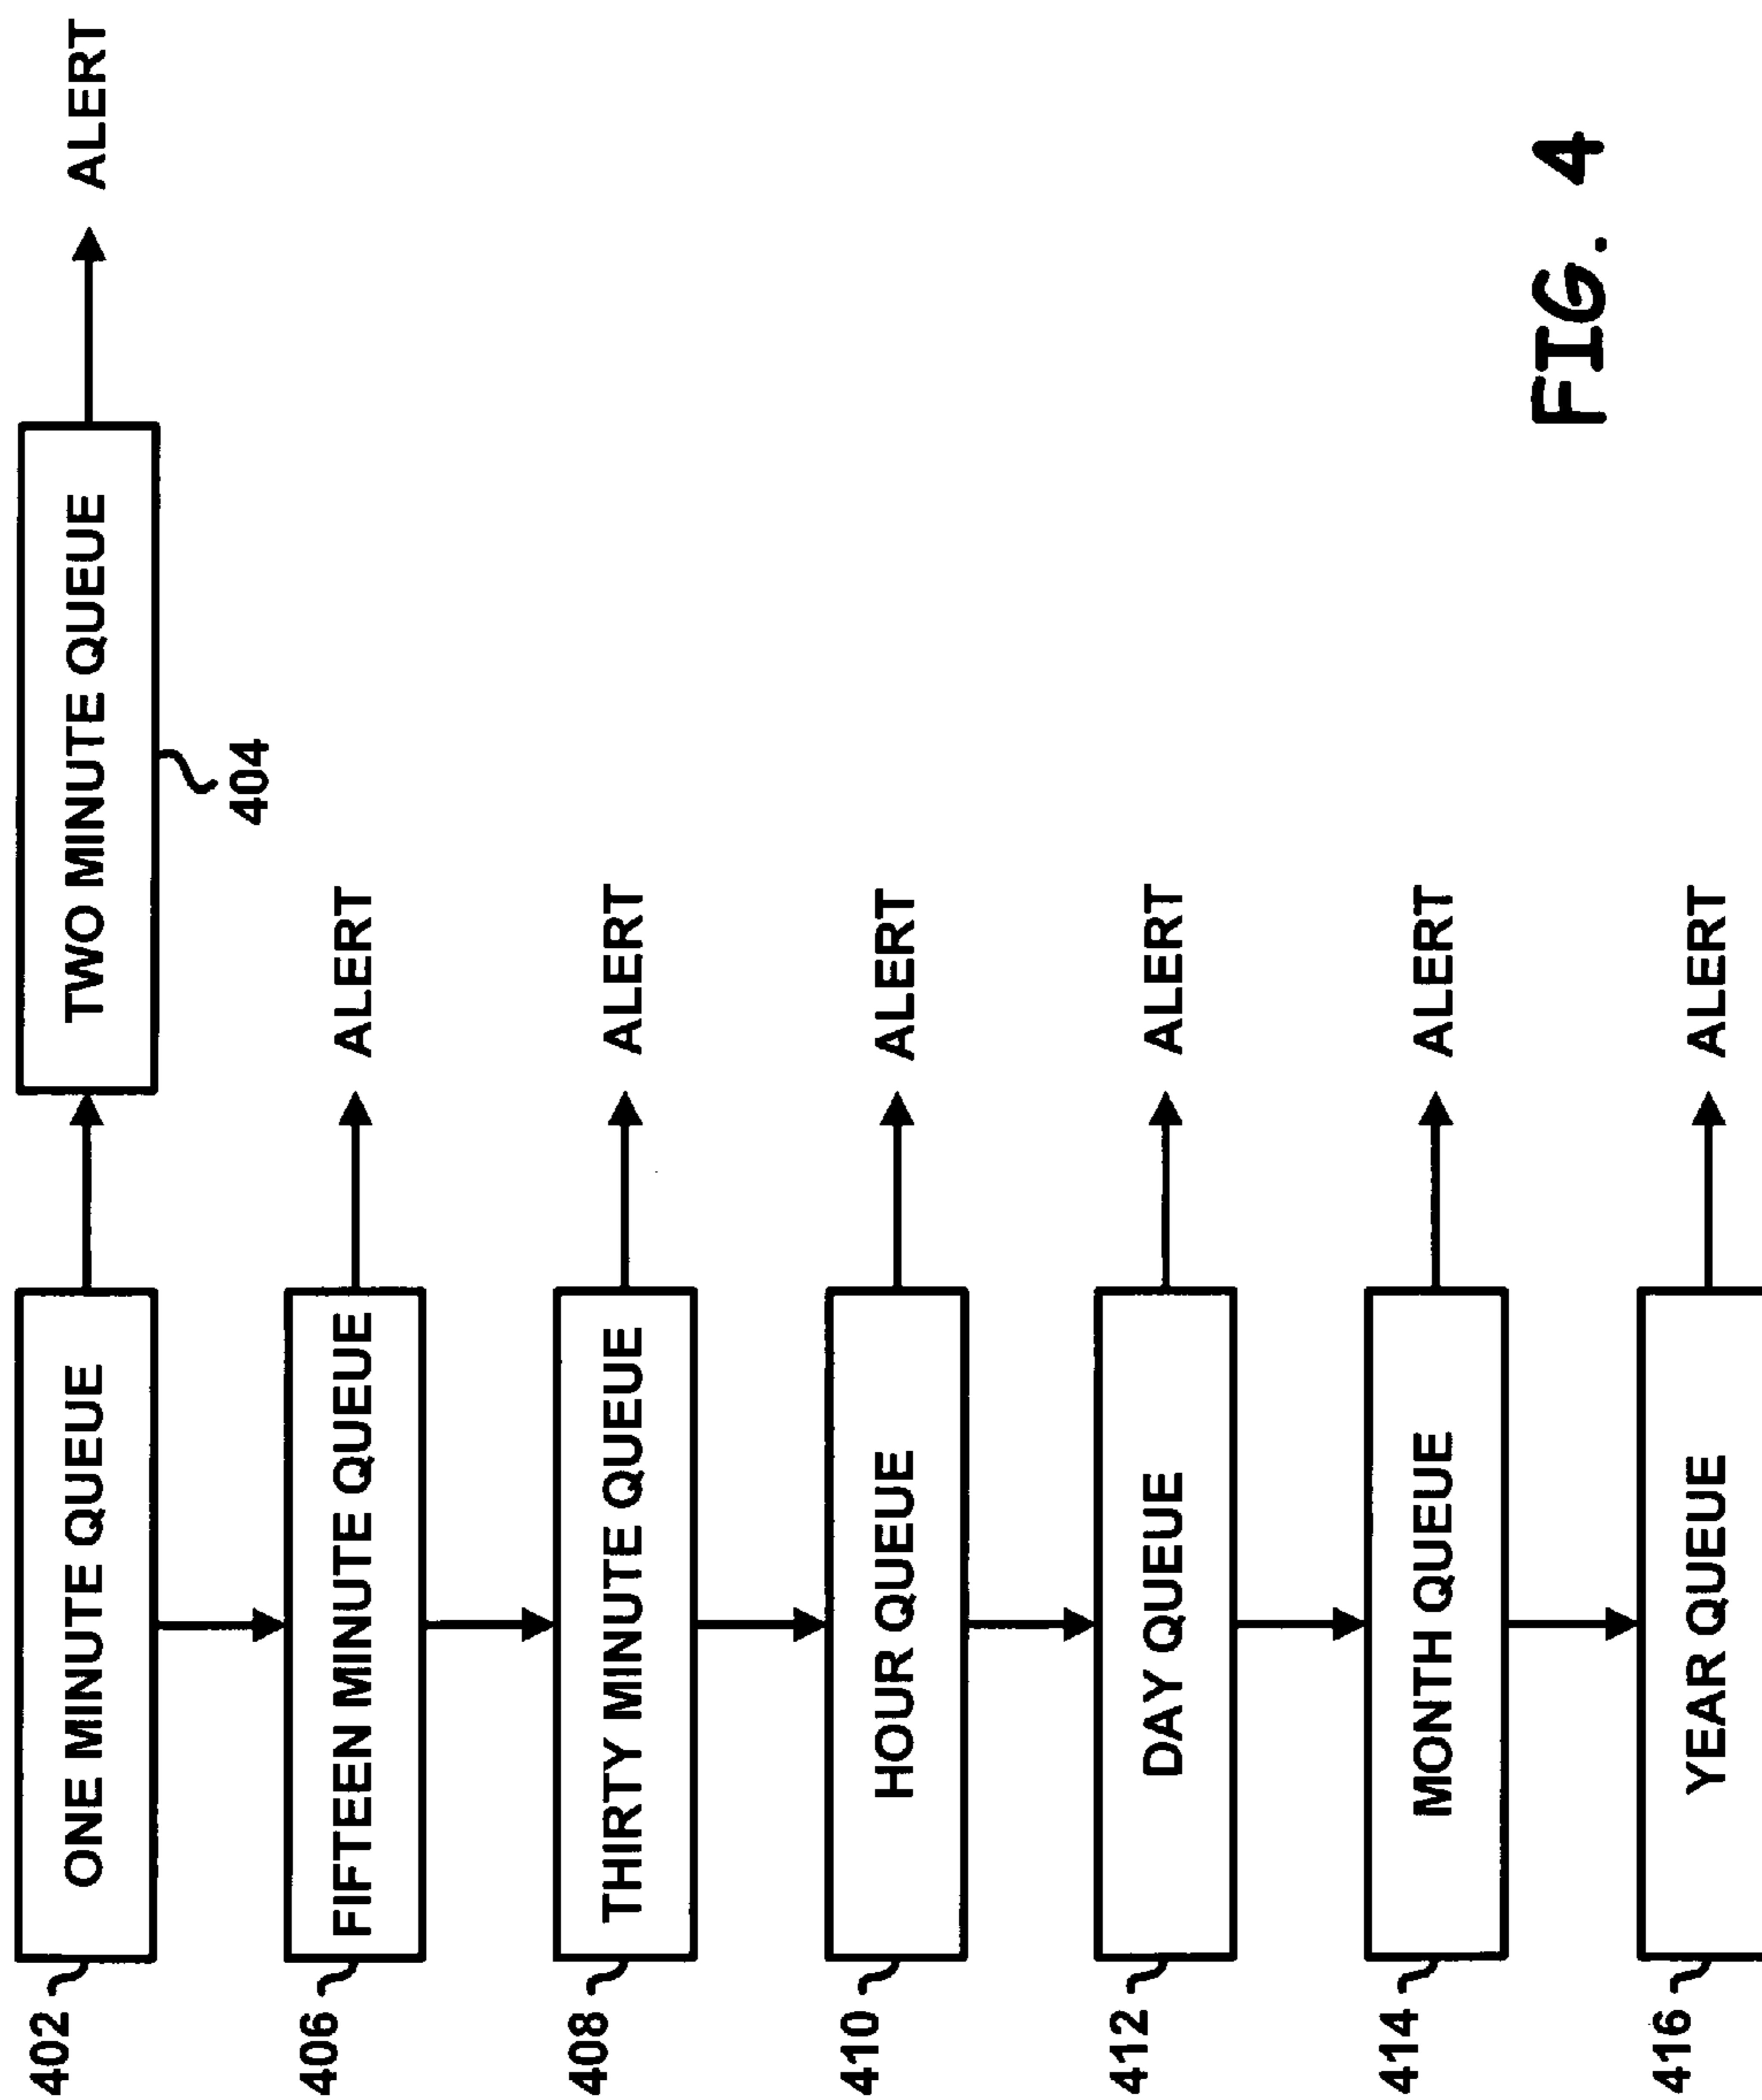 402
ONE MINUTE QUEUE
TWO MINUTE QUEUE
ALERT
404
406
FIFTEEN MINUTE QUEUE
ALERT
408
THIRTY MINUTE QUEUE
ALERT
410
HOUR QUEUE
ALERT
412
DAY QUEUE
ALERT
414
MONTH QUEUE
ALERT
416
YEAR QUEUE
ALERT
FIG. 4